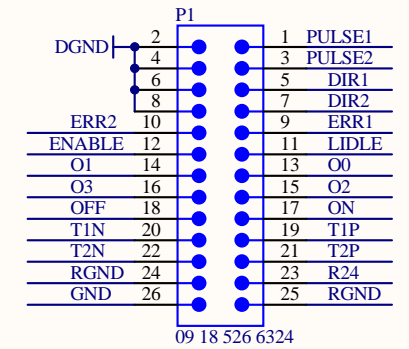 P1
DGND 2 1 PULSE1
4 3 PULSE2
6 5 DIR1
8 7 DIR2
ERR2 10 9 ERR1
ENABLE 12 11 LIDLE
O1 14 13 O0
O3 16 15 O2
OFF 18 17 ON
T1N 20 19 T1P
T2N 22 21 T2P
RGND 24 23 R24
GND 26 25 RGND
09 18 526 6324